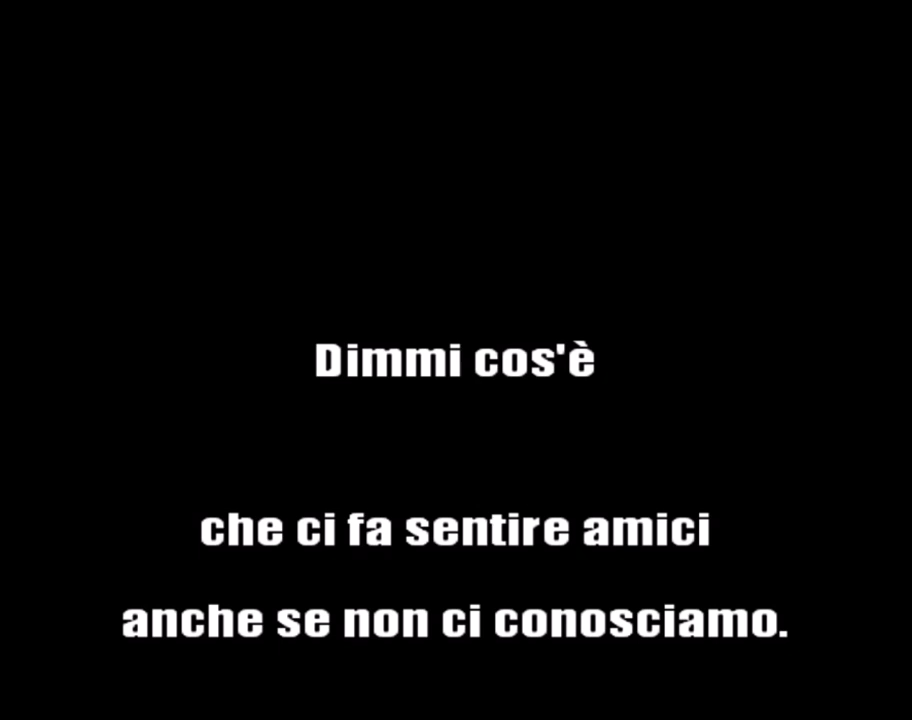 Dimmi cos'è
che ci fa sentire amici
anche se non ci conosciamo.